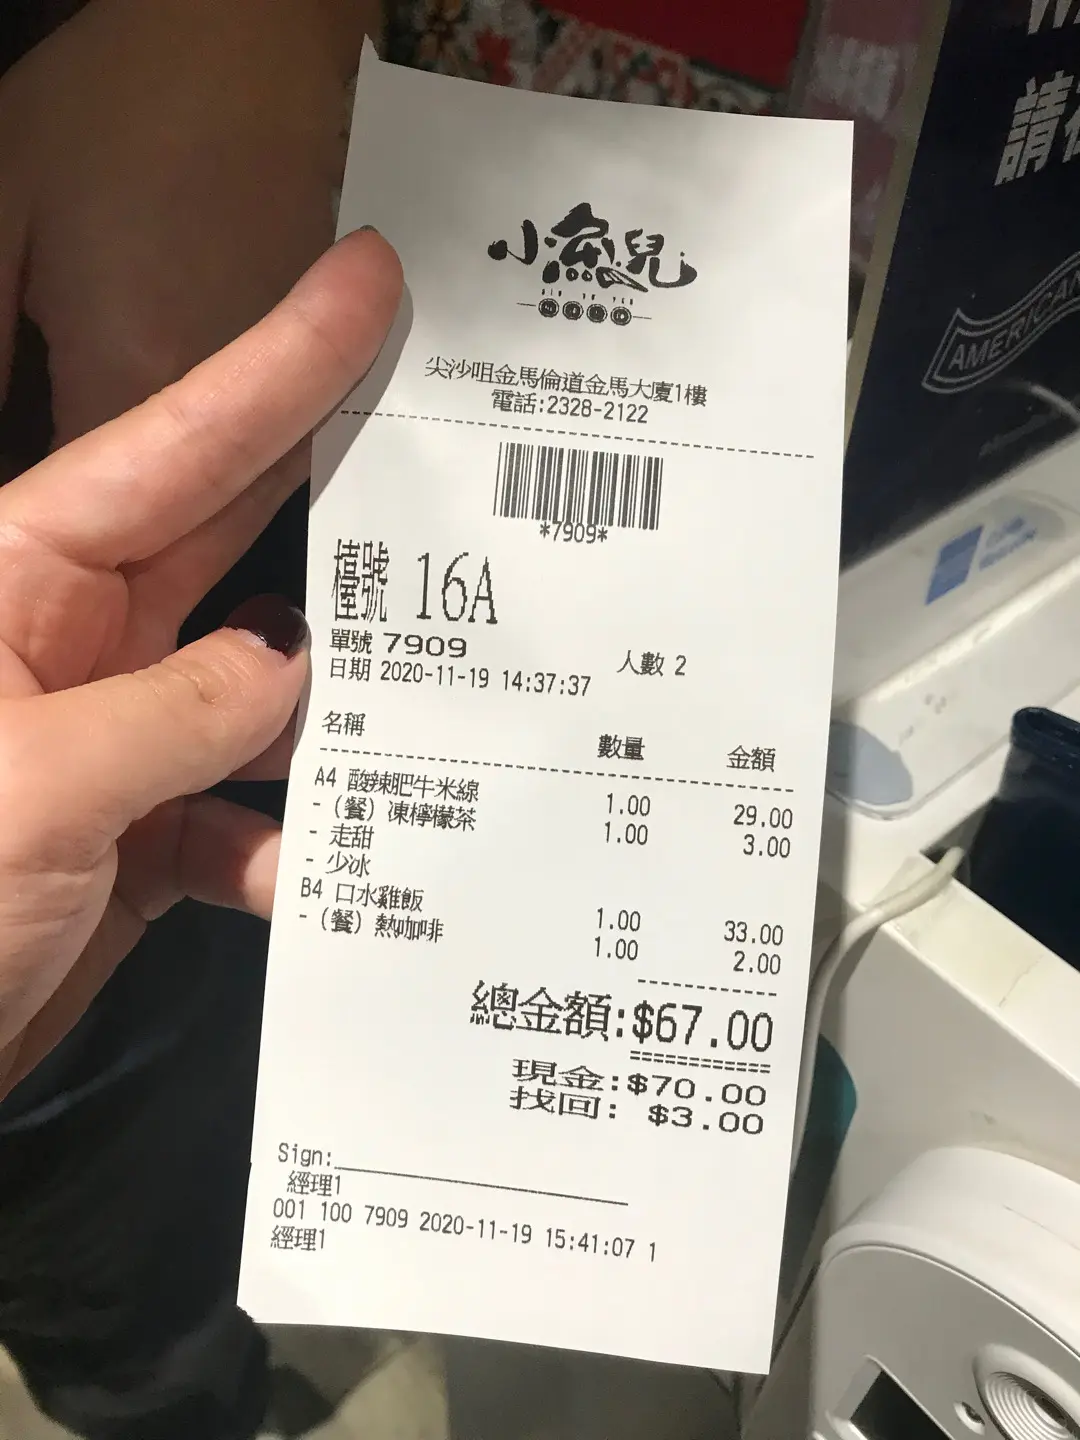 小魚兒
尖沙咀金馬倫道金馬大廈1樓
電話:2328-2122
*7909*
檯號 16A
單號 7909
人數 2
日期 2020-11-19 14:37:37
名稱 數量 金額
A4 酸辣肥牛米線 1.00 29.00
-（餐）凍檸檬茶 1.00 3.00
- 走甜
- 少冰
B4 口水雞飯 1.00 33.00
-（餐）熱咖啡 1.00 2.00
總金額:$67.00
現金:$70.00
找回: $3.00
Sign:
經理1
001 100 7909 2020-11-19 15:41:07 1
經理1
請
AMERICAN